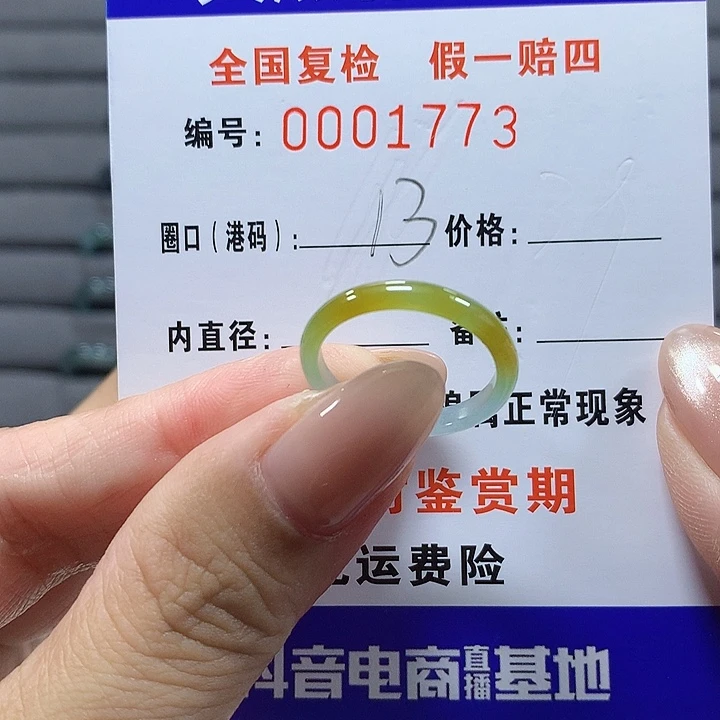 全国复检 假一赔四
编号: 0001773
圈口(港码): 13 价格:
内直径: 备
正常现象
鉴赏期
运费险
抖音电商直播基地